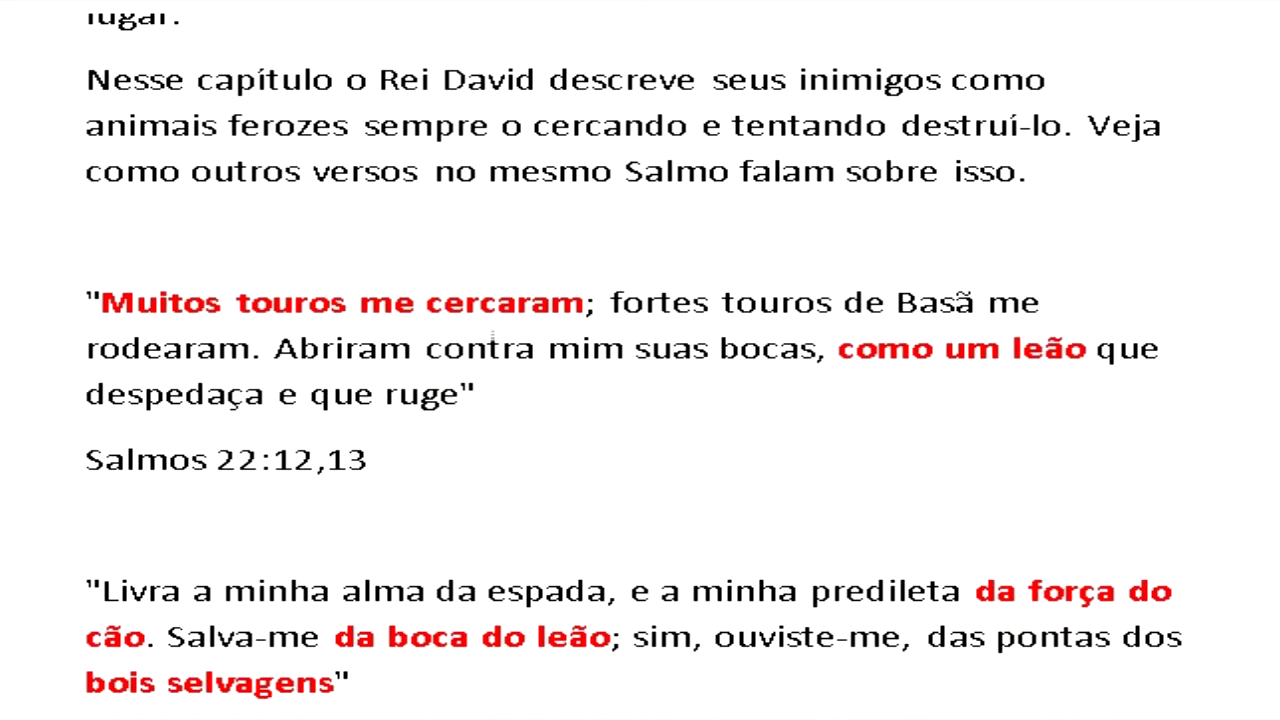 lugar.
Nesse capítulo o Rei David descreve seus inimigos como
animais ferozes sempre o cercando e tentando destruí-lo. Veja
como outros versos no mesmo Salmo falam sobre isso.
"Muitos touros me cercaram; fortes touros de Basã me
rodearam. Abriram contra mim suas bocas, como um leão que
despedaça e que ruge"
Salmos 22:12,13
"Livra a minha alma da espada, e a minha predileta da força do
cão. Salva-me da boca do leão; sim, ouviste-me, das pontas dos
bois selvagens"